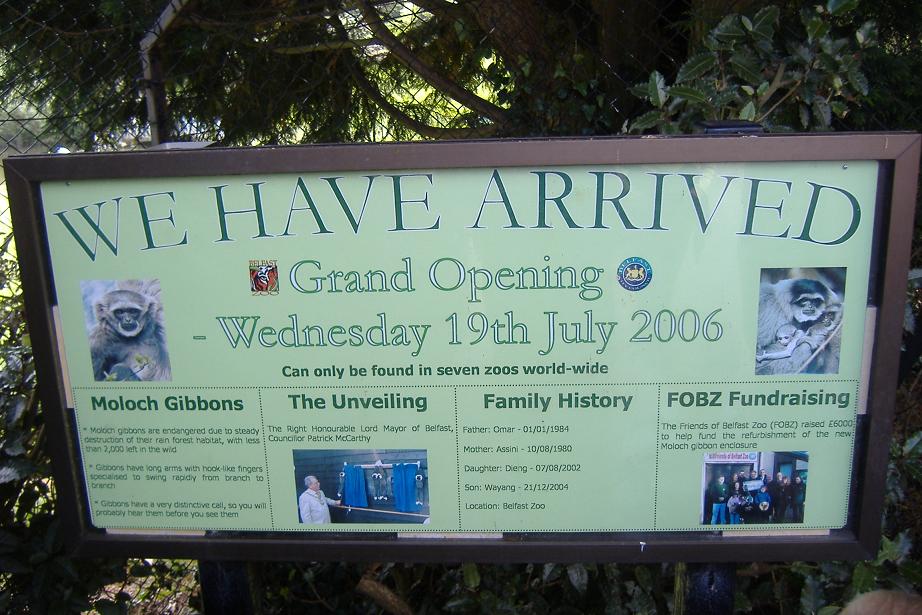 WE HAVE ARRIVED
BELFAST
Grand Opening
BELFAST
- Wednesday 19th July 2006
Can only be found in seven zoos world-wide
Moloch Gibbons
* Moloch gibbons are endangered due to steady
destruction of their rain forest habitat, with less
than 2,000 left in the wild
* Gibbons have long arms with hook-like fingers
specialised to swing rapidly from branch to
branch
* Gibbons have a very distinctive call, so you will
probably hear them before you see them
The Unveiling
The Right Honourable Lord Mayor of Belfast,
Councillor Patrick McCarthy
Family History
Father: Omar - 01/01/1984
Mother: Assini - 10/08/1980
Daughter: Dieng - 07/08/2002
Son: Wayang - 21/12/2004
Location: Belfast Zoo
FOBZ Fundraising
The Friends of Belfast Zoo (FOBZ) raised £6000
to help fund the refurbishment of the new
Moloch gibbon enclosure
Friends of Belfast Zoo